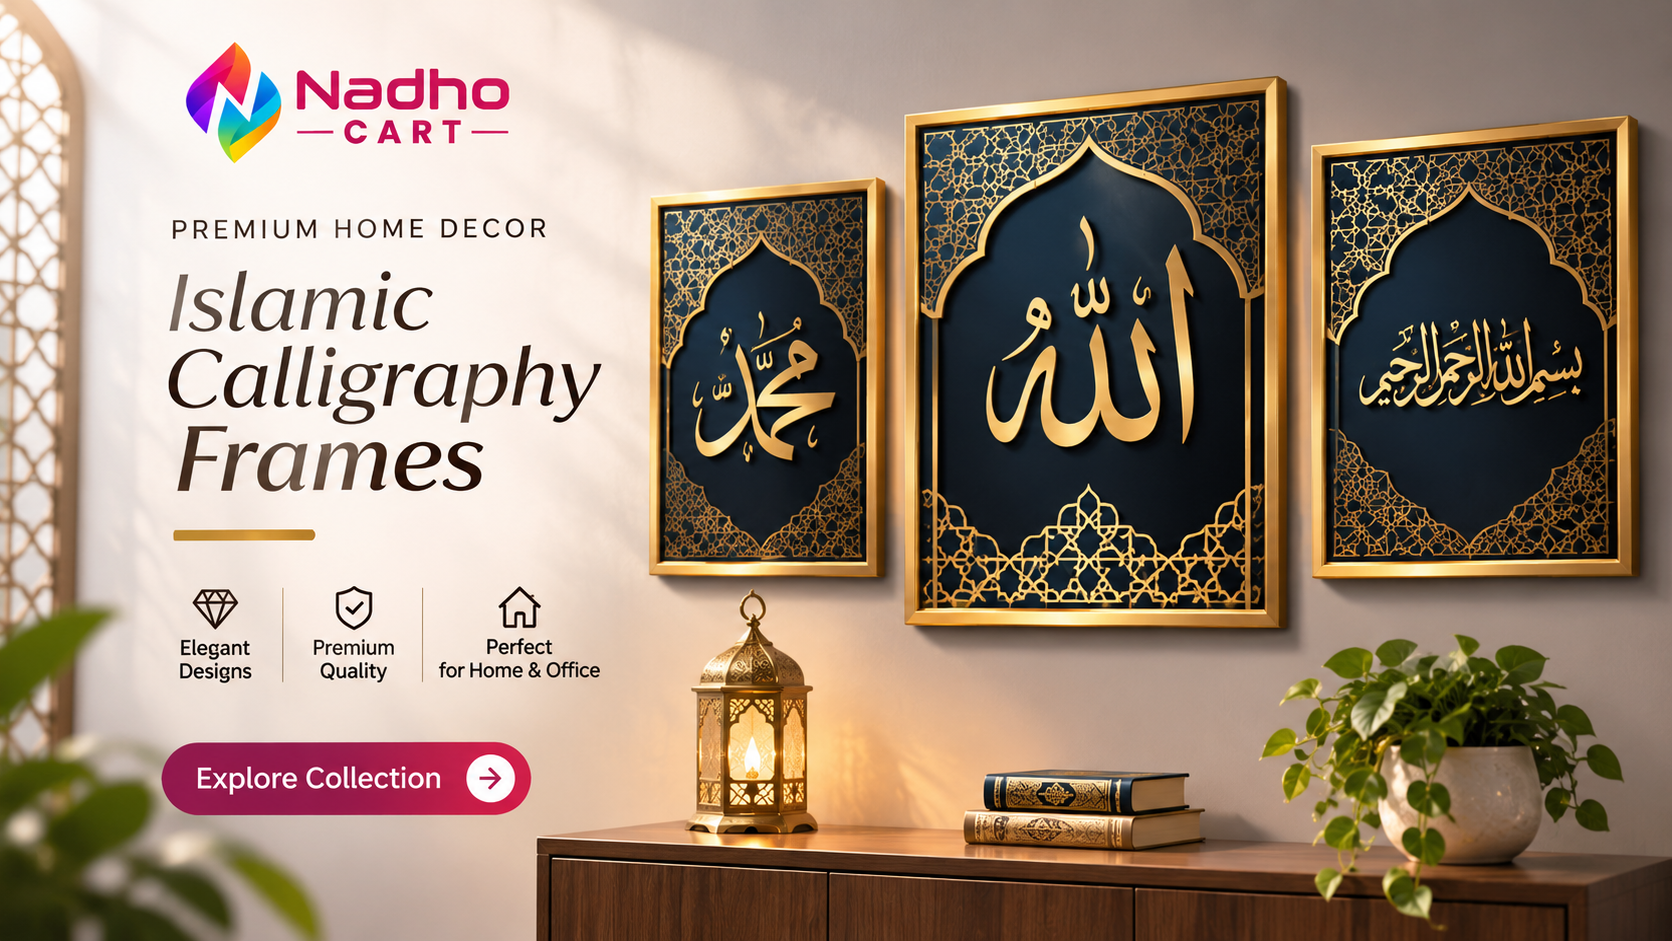 Nadho
CART
PREMIUM HOME DECOR
Islamic
Calligraphy
Frames
Elegant
Designs
Premium
Quality
Perfect
for Home & Office
Explore Collection
محمد
الله
بسم الله الرحمن الرحيم